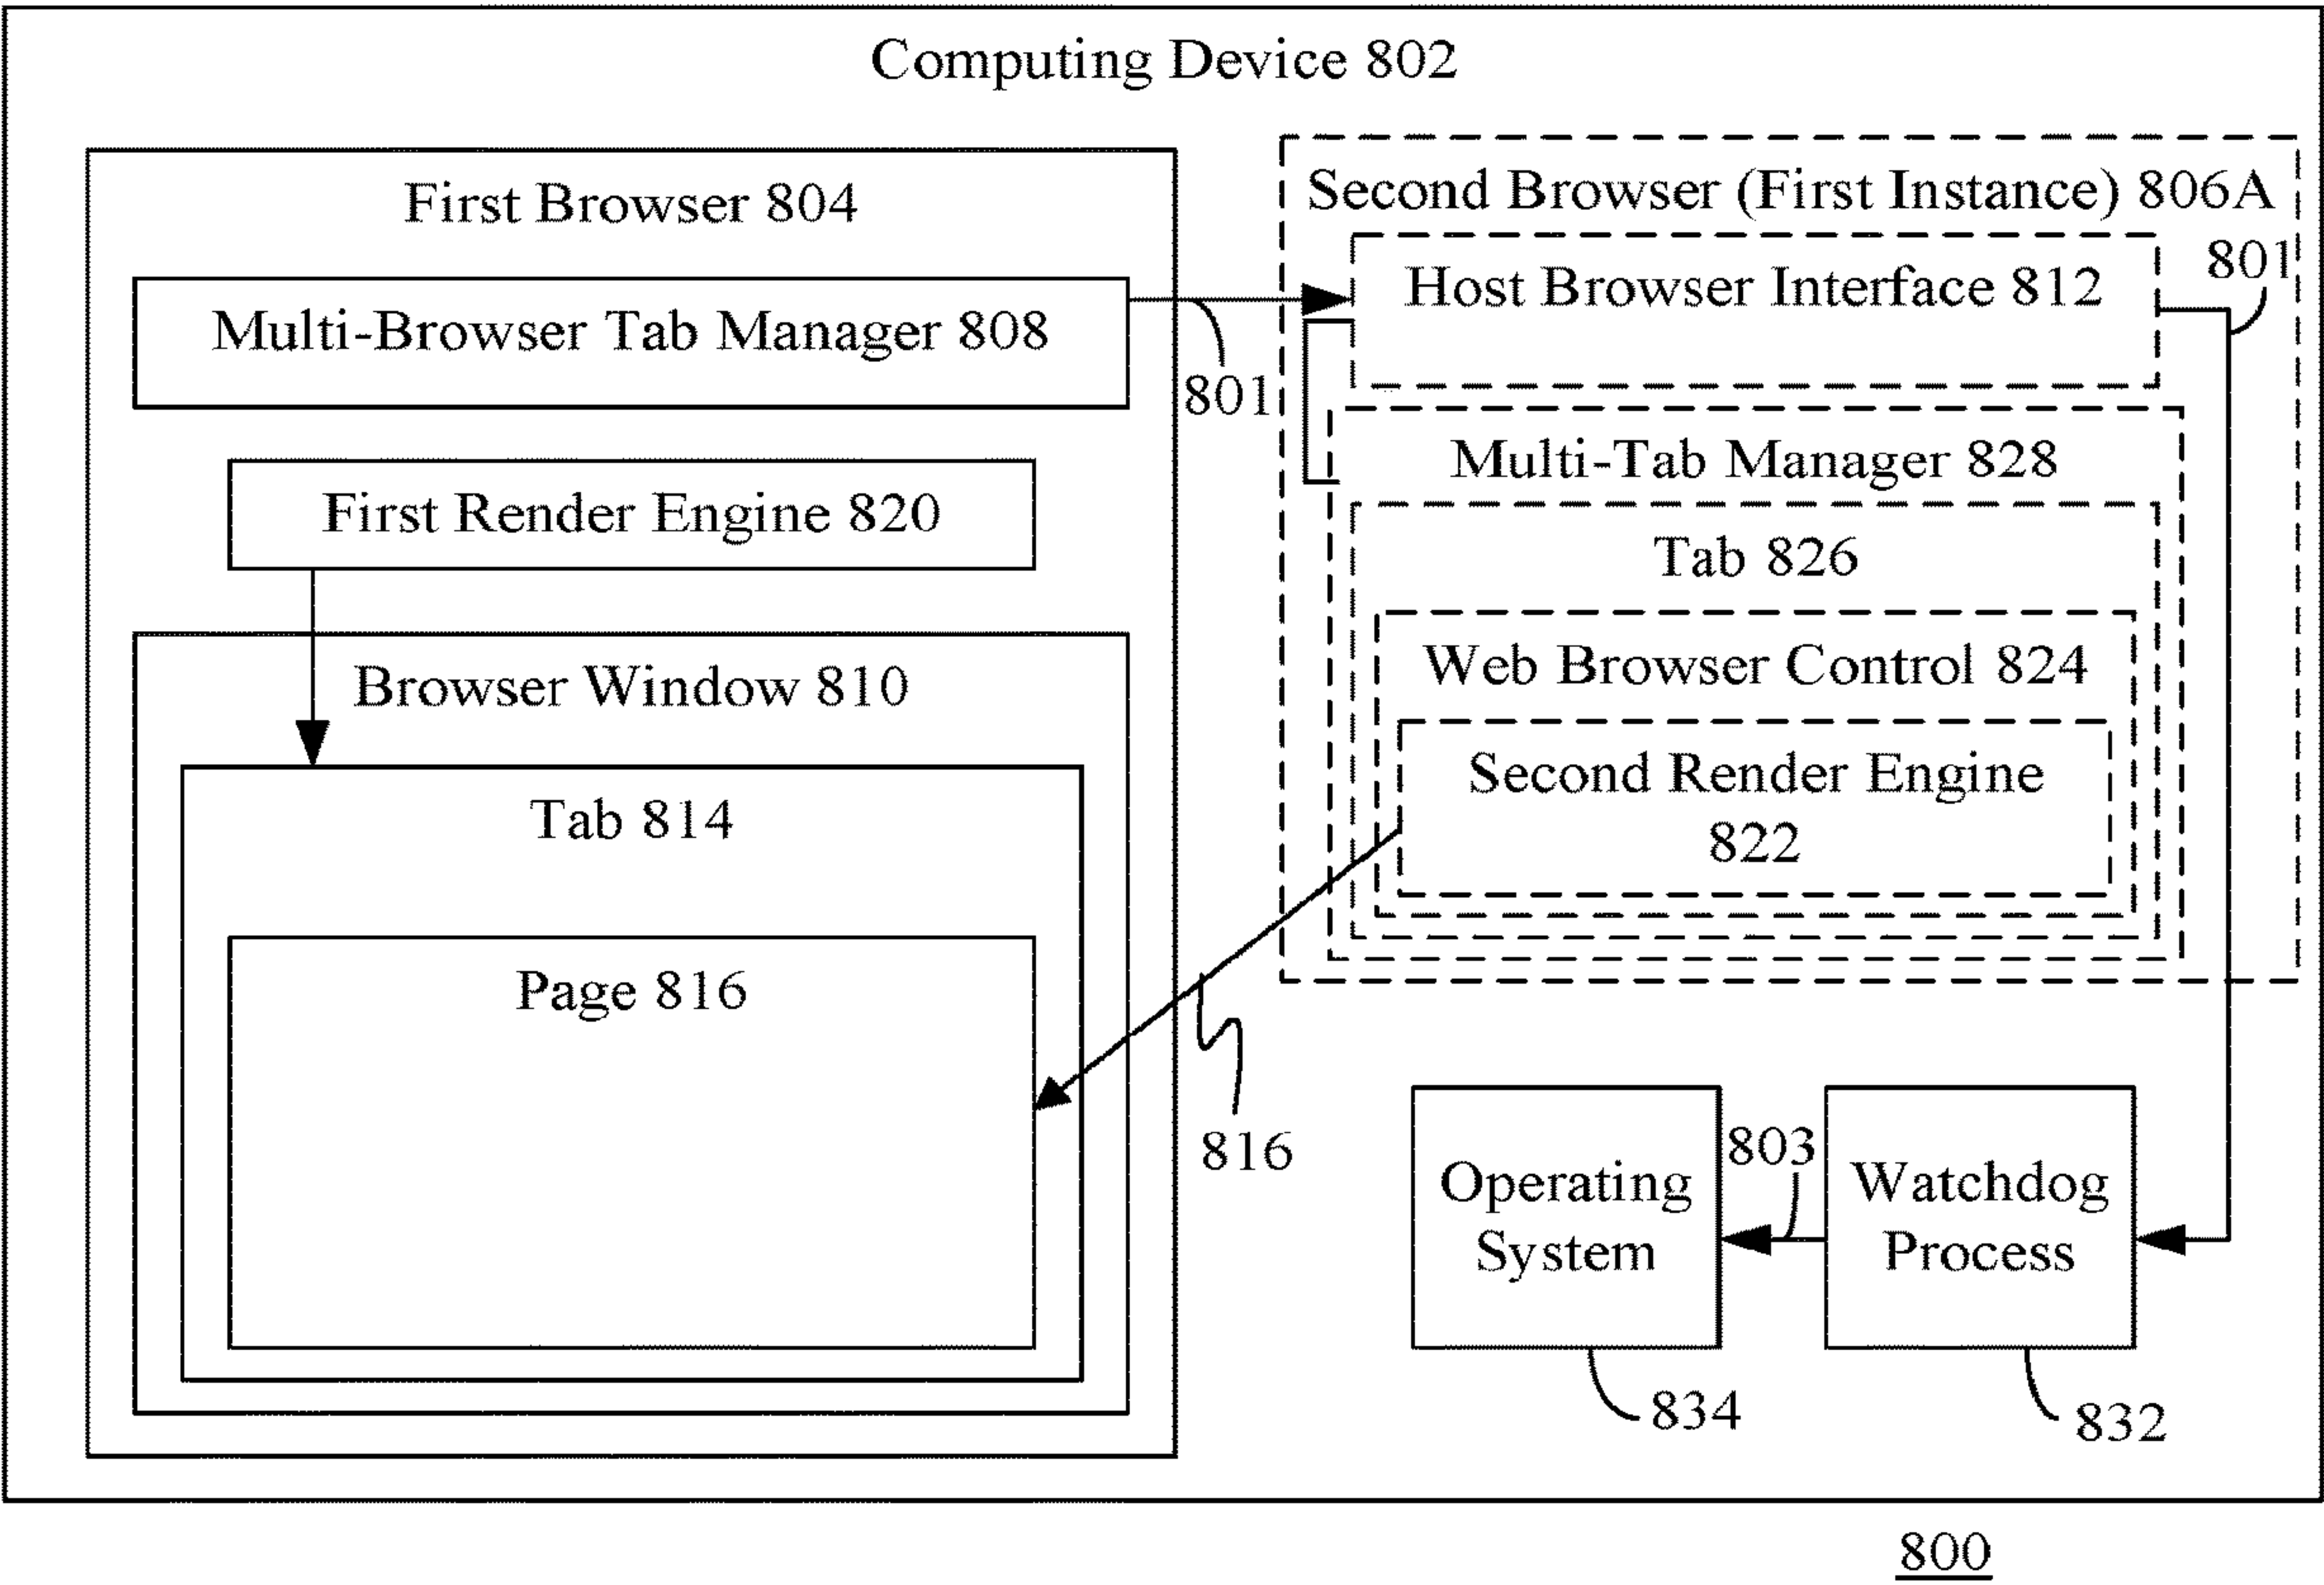 Computing Device 802
First Browser 804
Multi-Browser Tab Manager 808
801
First Render Engine 820
Browser Window 810
Tab 814
Page 816
Second Browser (First Instance) 806A
801
Host Browser Interface 812
Multi-Tab Manager 828
Tab 826
Web Browser Control 824
Second Render Engine
822
816
Operating
System
803
Watchdog
Process
834
832
800